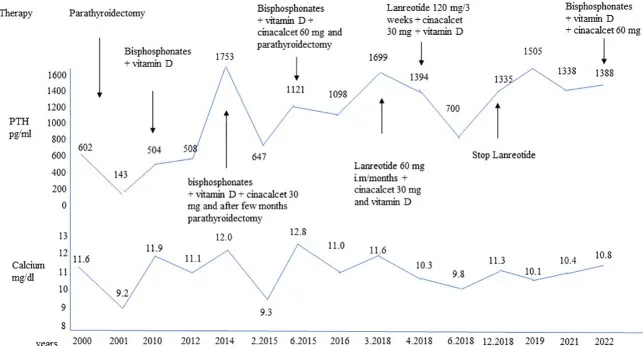 Therapy
Parathyroidectomy
Bisphosphonates
+ vitamin D
Bisphosphonates
+ vitamin D +
cinacalcet 60 mg and
parathyroidectomy
Lanreotide 120 mg/3
weeks + cinacalcet
30 mg + vitamin D
Bisphosphonates
+ vitamin D
+ cinacalcet 60 mg
PTH
pg/ml
1600
1400
1200
1000
800
600
400
200
0
602
143
504
508
1753
647
1121
1098
1699
1394
700
1335
1505
1338
1388
bisphosphonates
+ vitamin D + cinacalcet 30
mg and after few months
parathyroidectomy
Lanreotide 60 mg
i.m/months +
cinacalcet 30 mg
and vitamin D
Stop Lanreotide
Calcium
mg/dl
13
12
11
10
9
8
11.6
9.2
11.9
11.1
12.0
9.3
12.8
11.0
11.6
10.3
9.8
11.3
10.1
10.4
10.8
years
2000 2001 2010 2012 2014 2.2015 6.2015 2016 3.2018 4.2018 6.2018 12.2018 2019 2021 2022